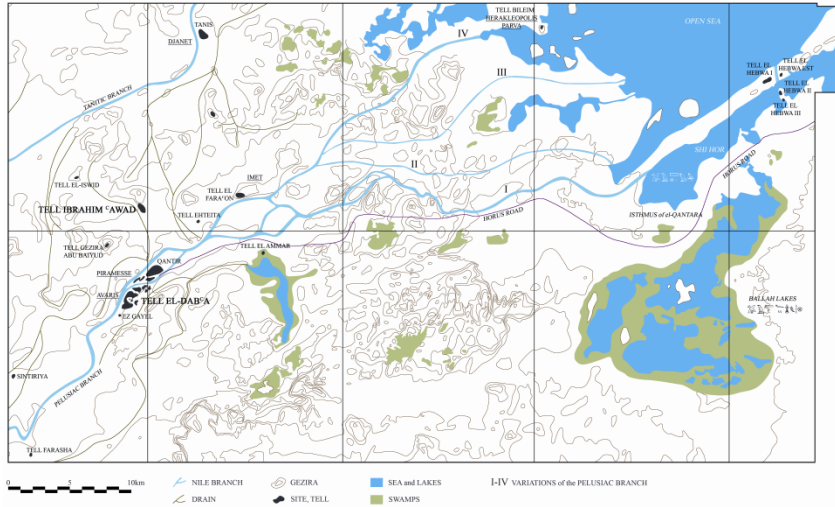 TELL BILEIM
HERAKLEOPOLIS
PARVA
OPEN SEA
TANIS
DJANET
IV
III
TELL EL
HEBWA I
TELL EL
HEBWA EST
TELL EL
HEBWA II
TELL EL
HEBWA III
TANITIC BRANCH
SHI HOR
HORUS ROAD
II
I
IMET
TELL EL-ISWID
TELL EL
FARAʿON
TELL IBRAHIM ʿAWAD
TELL EHTEITA
HORUS ROAD
ISTHMUS of el-QANTARA
TELL GEZIRA
ABU BAIYUD
TELL EL AHMAR
QANTIR
PIRAMESSE
AVARIS
TELL EL-DABʿA
EZ GAYEL
BALLAH LAKES
SINTIRIYA
PELUSIAC BRANCH
TELL FARASHA
0 5 10km
NILE BRANCH
GEZIRA
SEA and LAKES
I-IV VARIATIONS of the PELUSIAC BRANCH
DRAIN
SITE, TELL
SWAMPS